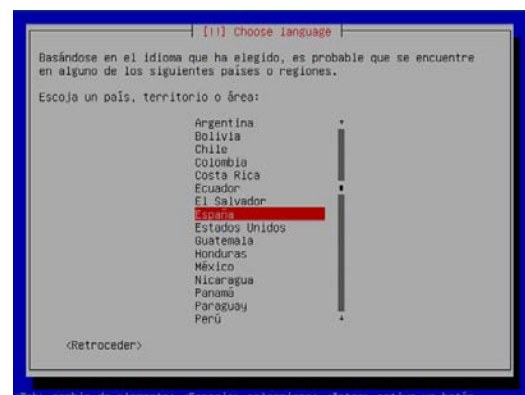 [!!] Choose language
Basándose en el idioma que ha elegido, es probable que se encuentre
en alguno de los siguientes países o regiones.
Escoja un país, territorio o área:
Argentina
Bolivia
Chile
Colombia
Costa Rica
Ecuador
El Salvador
España
Estados Unidos
Guatemala
Honduras
México
Nicaragua
Panamá
Paraguay
Perú
<Retroceder>